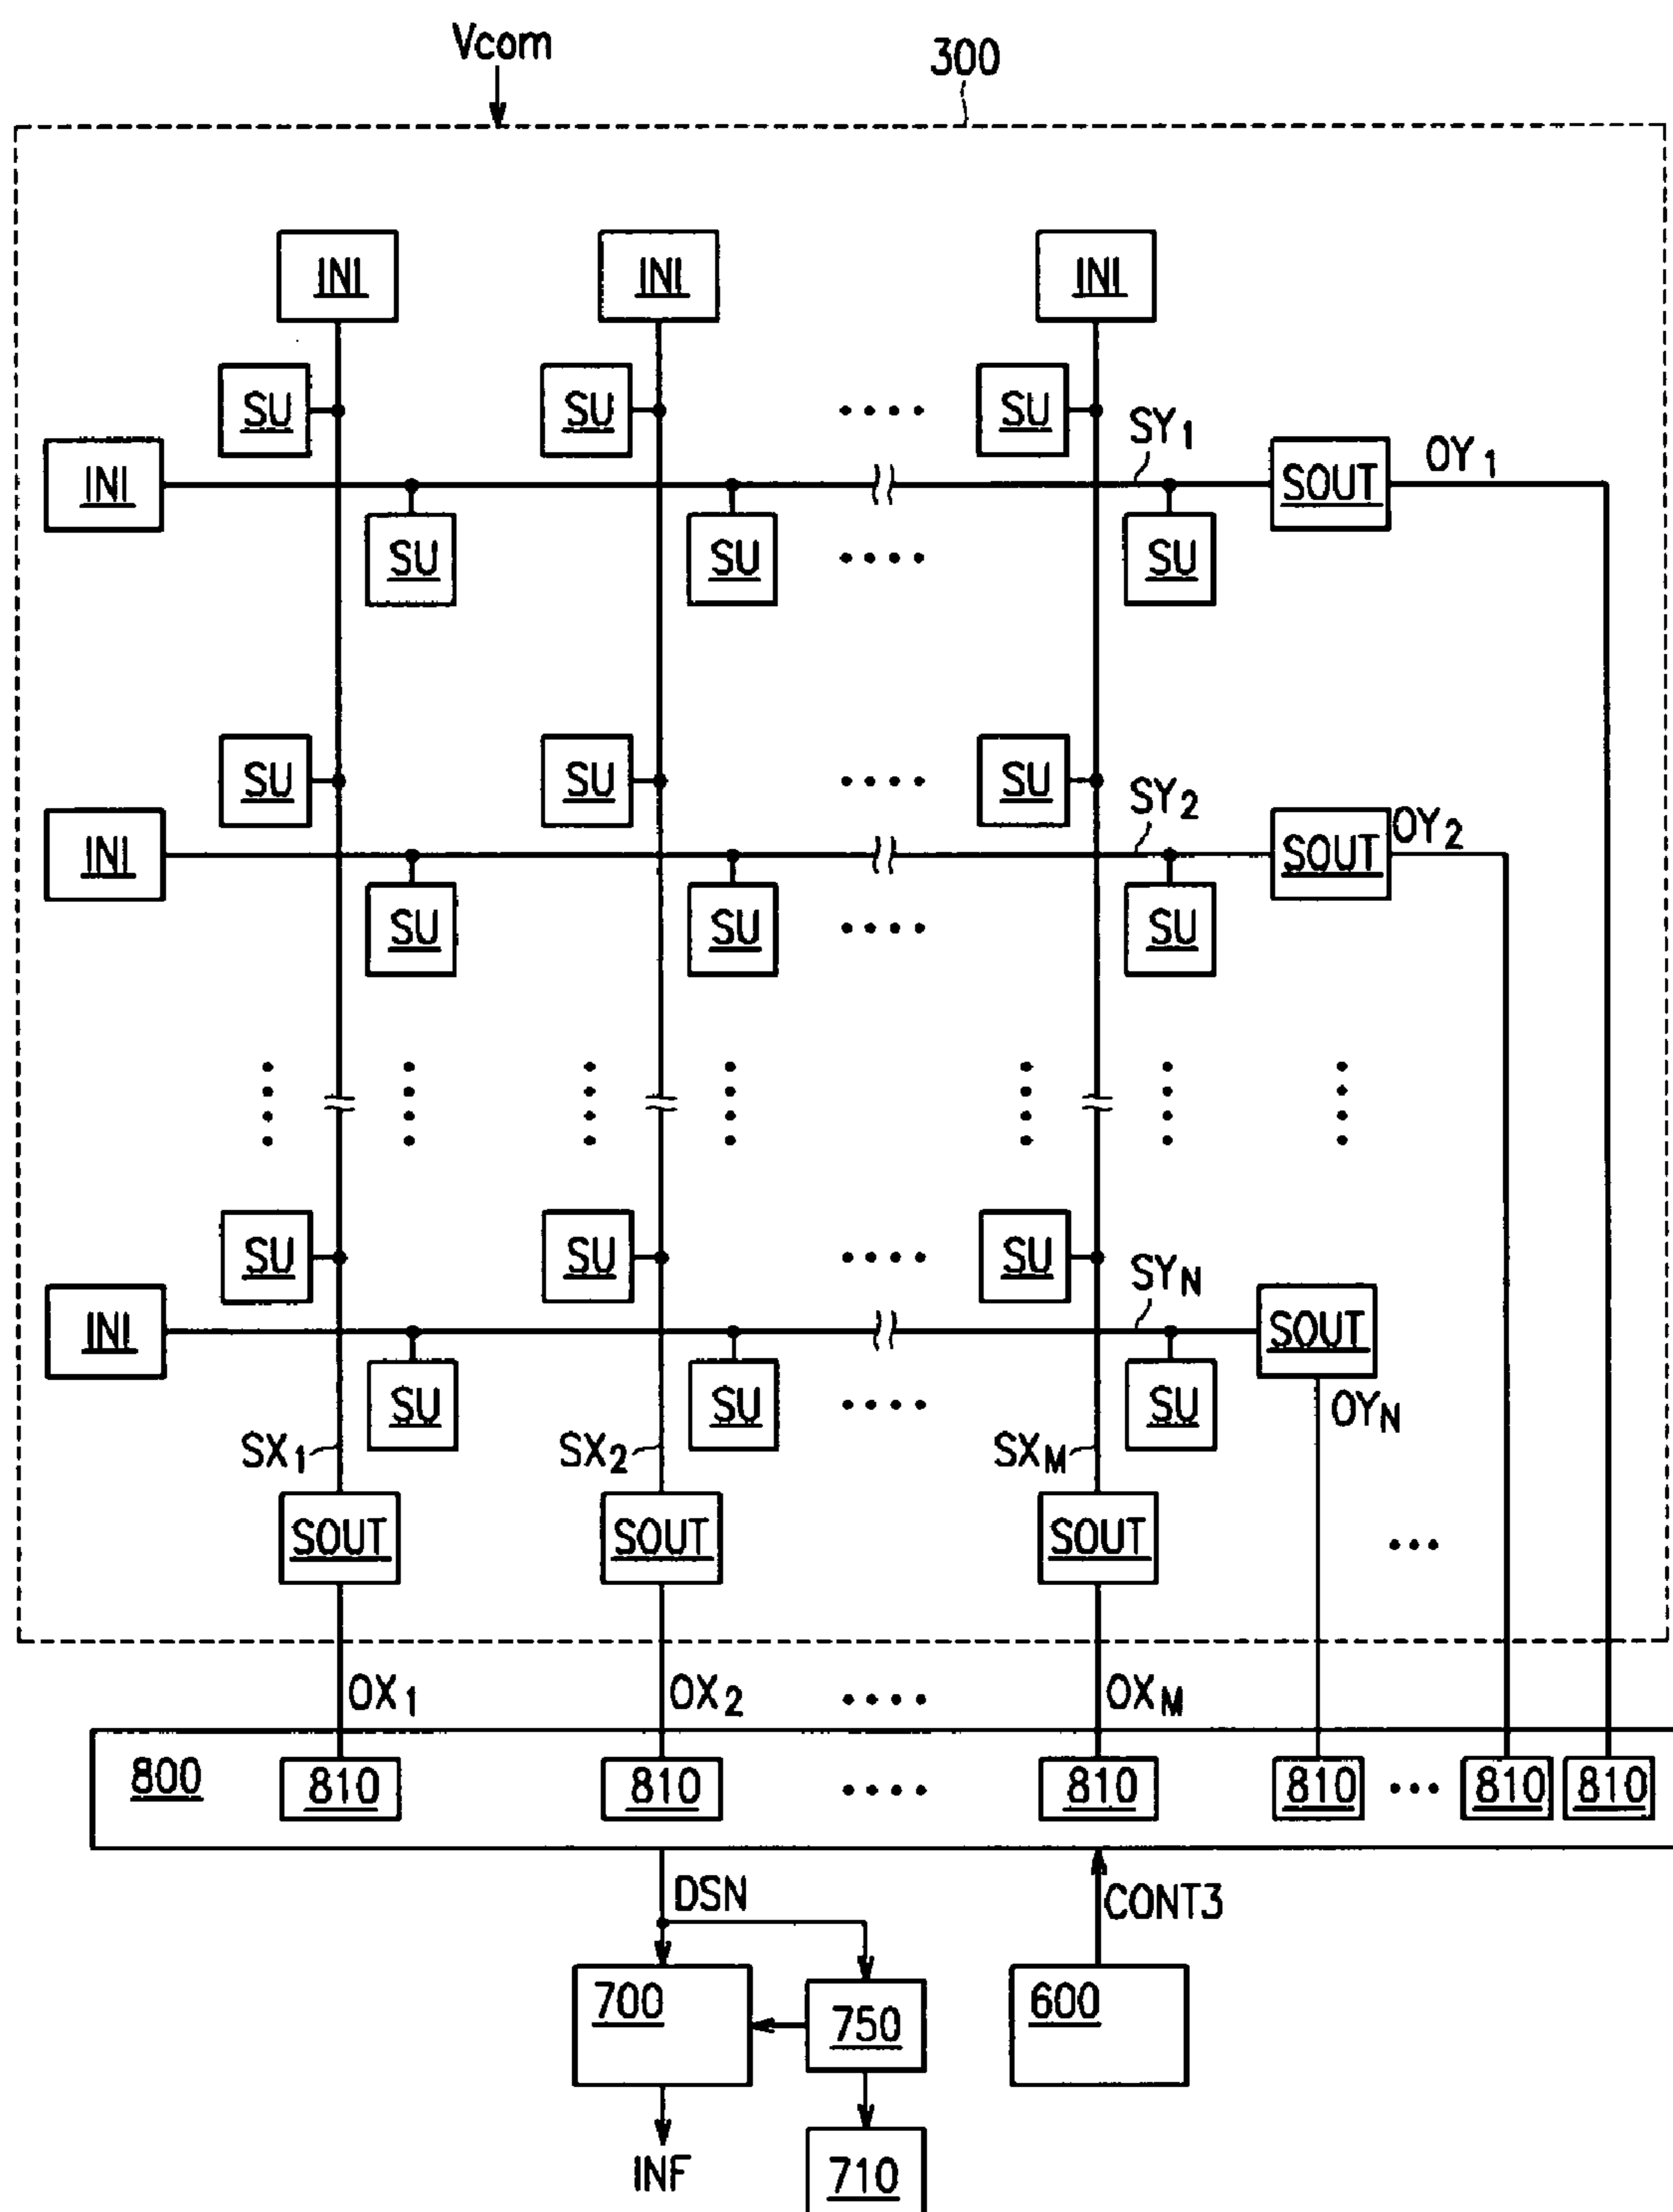 Vcom
300
INI INI INI
SU SU SU
SY1
INI SOUT OY1
SU SU SU
SU SU SU
SY2
INI SOUT OY2
SU SU SU
SU SU SU
SYN
INI SOUT
SU SU SU
OYN
SX1 SX2 SXM
SOUT SOUT SOUT
OX1 OX2 OXM
800 810 810 810 810 810 810
DSN CONT3
700 750 600
INF 710